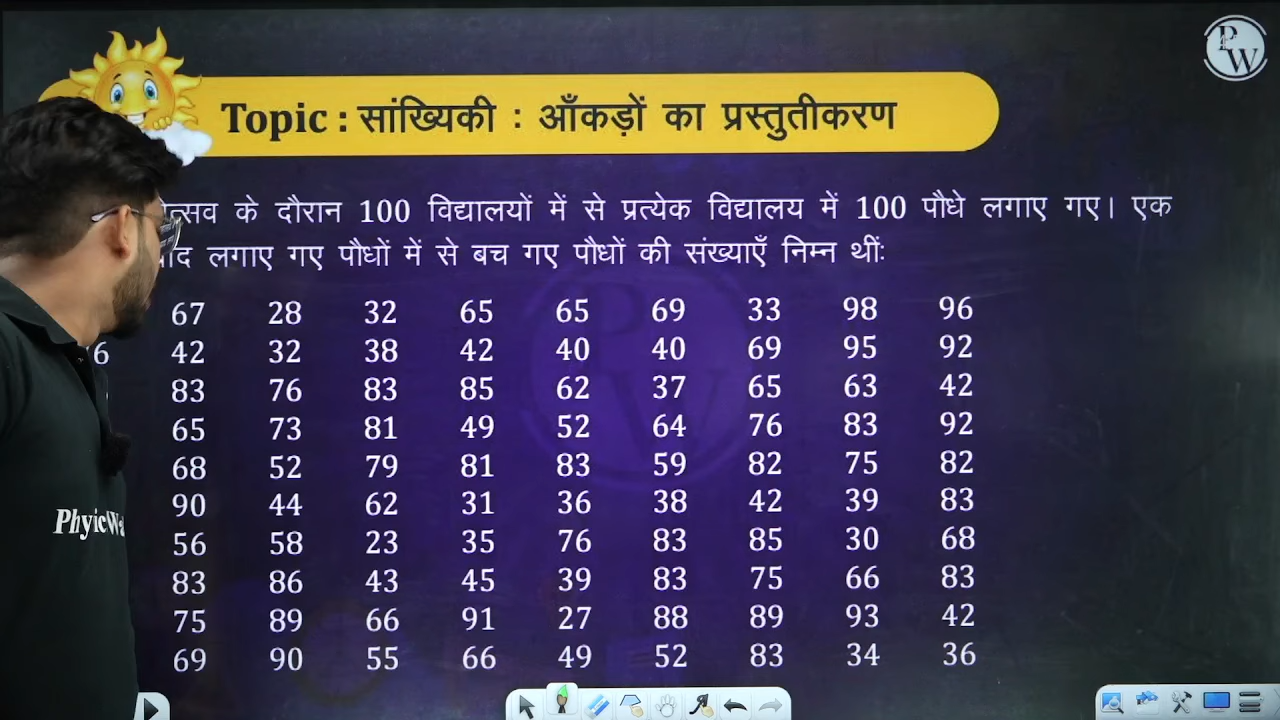 PW
Topic : सांख्यिकी : आँकड़ों का प्रस्तुतीकरण
के दौरान 100 विद्यालयों में से प्रत्येक विद्यालय में 100 पौधे लगाए गए। एक
लगाए गए पौधों में से बच गए पौधों की संख्याएँ निम्न थीं:
67 28 32 65 65 69 33 98 96
6 42 32 38 42 40 40 69 95 92
83 76 83 85 62 37 65 63 42
65 73 81 49 52 64 76 83 92
68 52 79 81 83 59 82 75 82
90 44 62 31 36 38 42 39 83
56 58 23 35 76 83 85 30 68
83 86 43 45 39 83 75 66 83
75 89 66 91 27 88 89 93 42
69 90 55 66 49 52 83 34 36